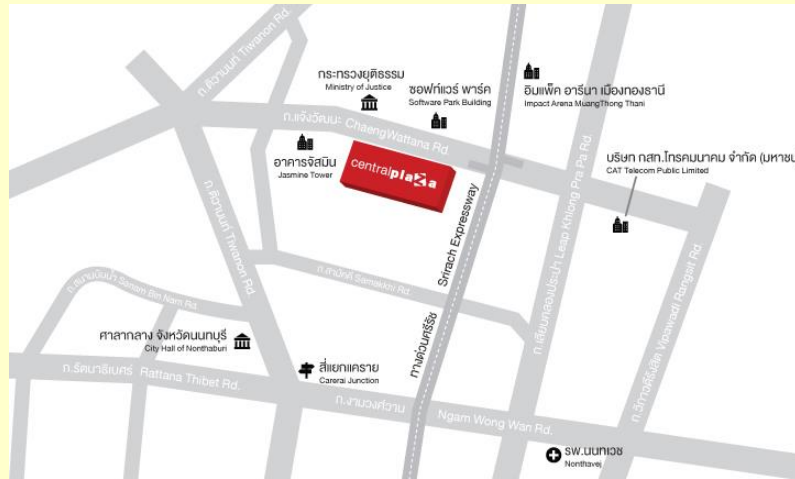 ถ.ติวานนท์ Tiwanon Rd.
กระทรวงยุติธรรม
Ministry of Justice
ซอฟท์แวร์ พาร์ค
Software Park Building
อิมแพ็ค อารีนา เมืองทองธานี
Impact Arena MuangThong Thani
ถ.แจ้งวัฒนะ ChaengWattana Rd.
อาคารจัสมิน
Jasmine Tower
centralplaza
บริษัท กสท.โทรคมนาคม จำกัด (มหาชน
CAT Telecom Public Limited
ถ.ติวานนท์ Tiwanon Rd.
ทางด่วนศรีรัช Srirach Expressway
ถ.เลียบคลองประปา Leap Khlong Pra Pa Rd.
ถ.วิภาวดีรังสิต Vipawadi Rangsit Rd
ถ.สามัคคี Samakkhi Rd.
ถ.สนามบินน้ำ Sanam Bin Nam Rd.
ศาลากลาง จังหวัดนนทบุรี
City Hall of Nonthaburi
สี่แยกแคราย
Carerai Junction
ถ.รัตนาธิเบศร์ Rattana Thibet Rd.
ถ.งามวงศ์วาน Ngam Wong Wan Rd.
รพ.นนทเวช
Nonthavej